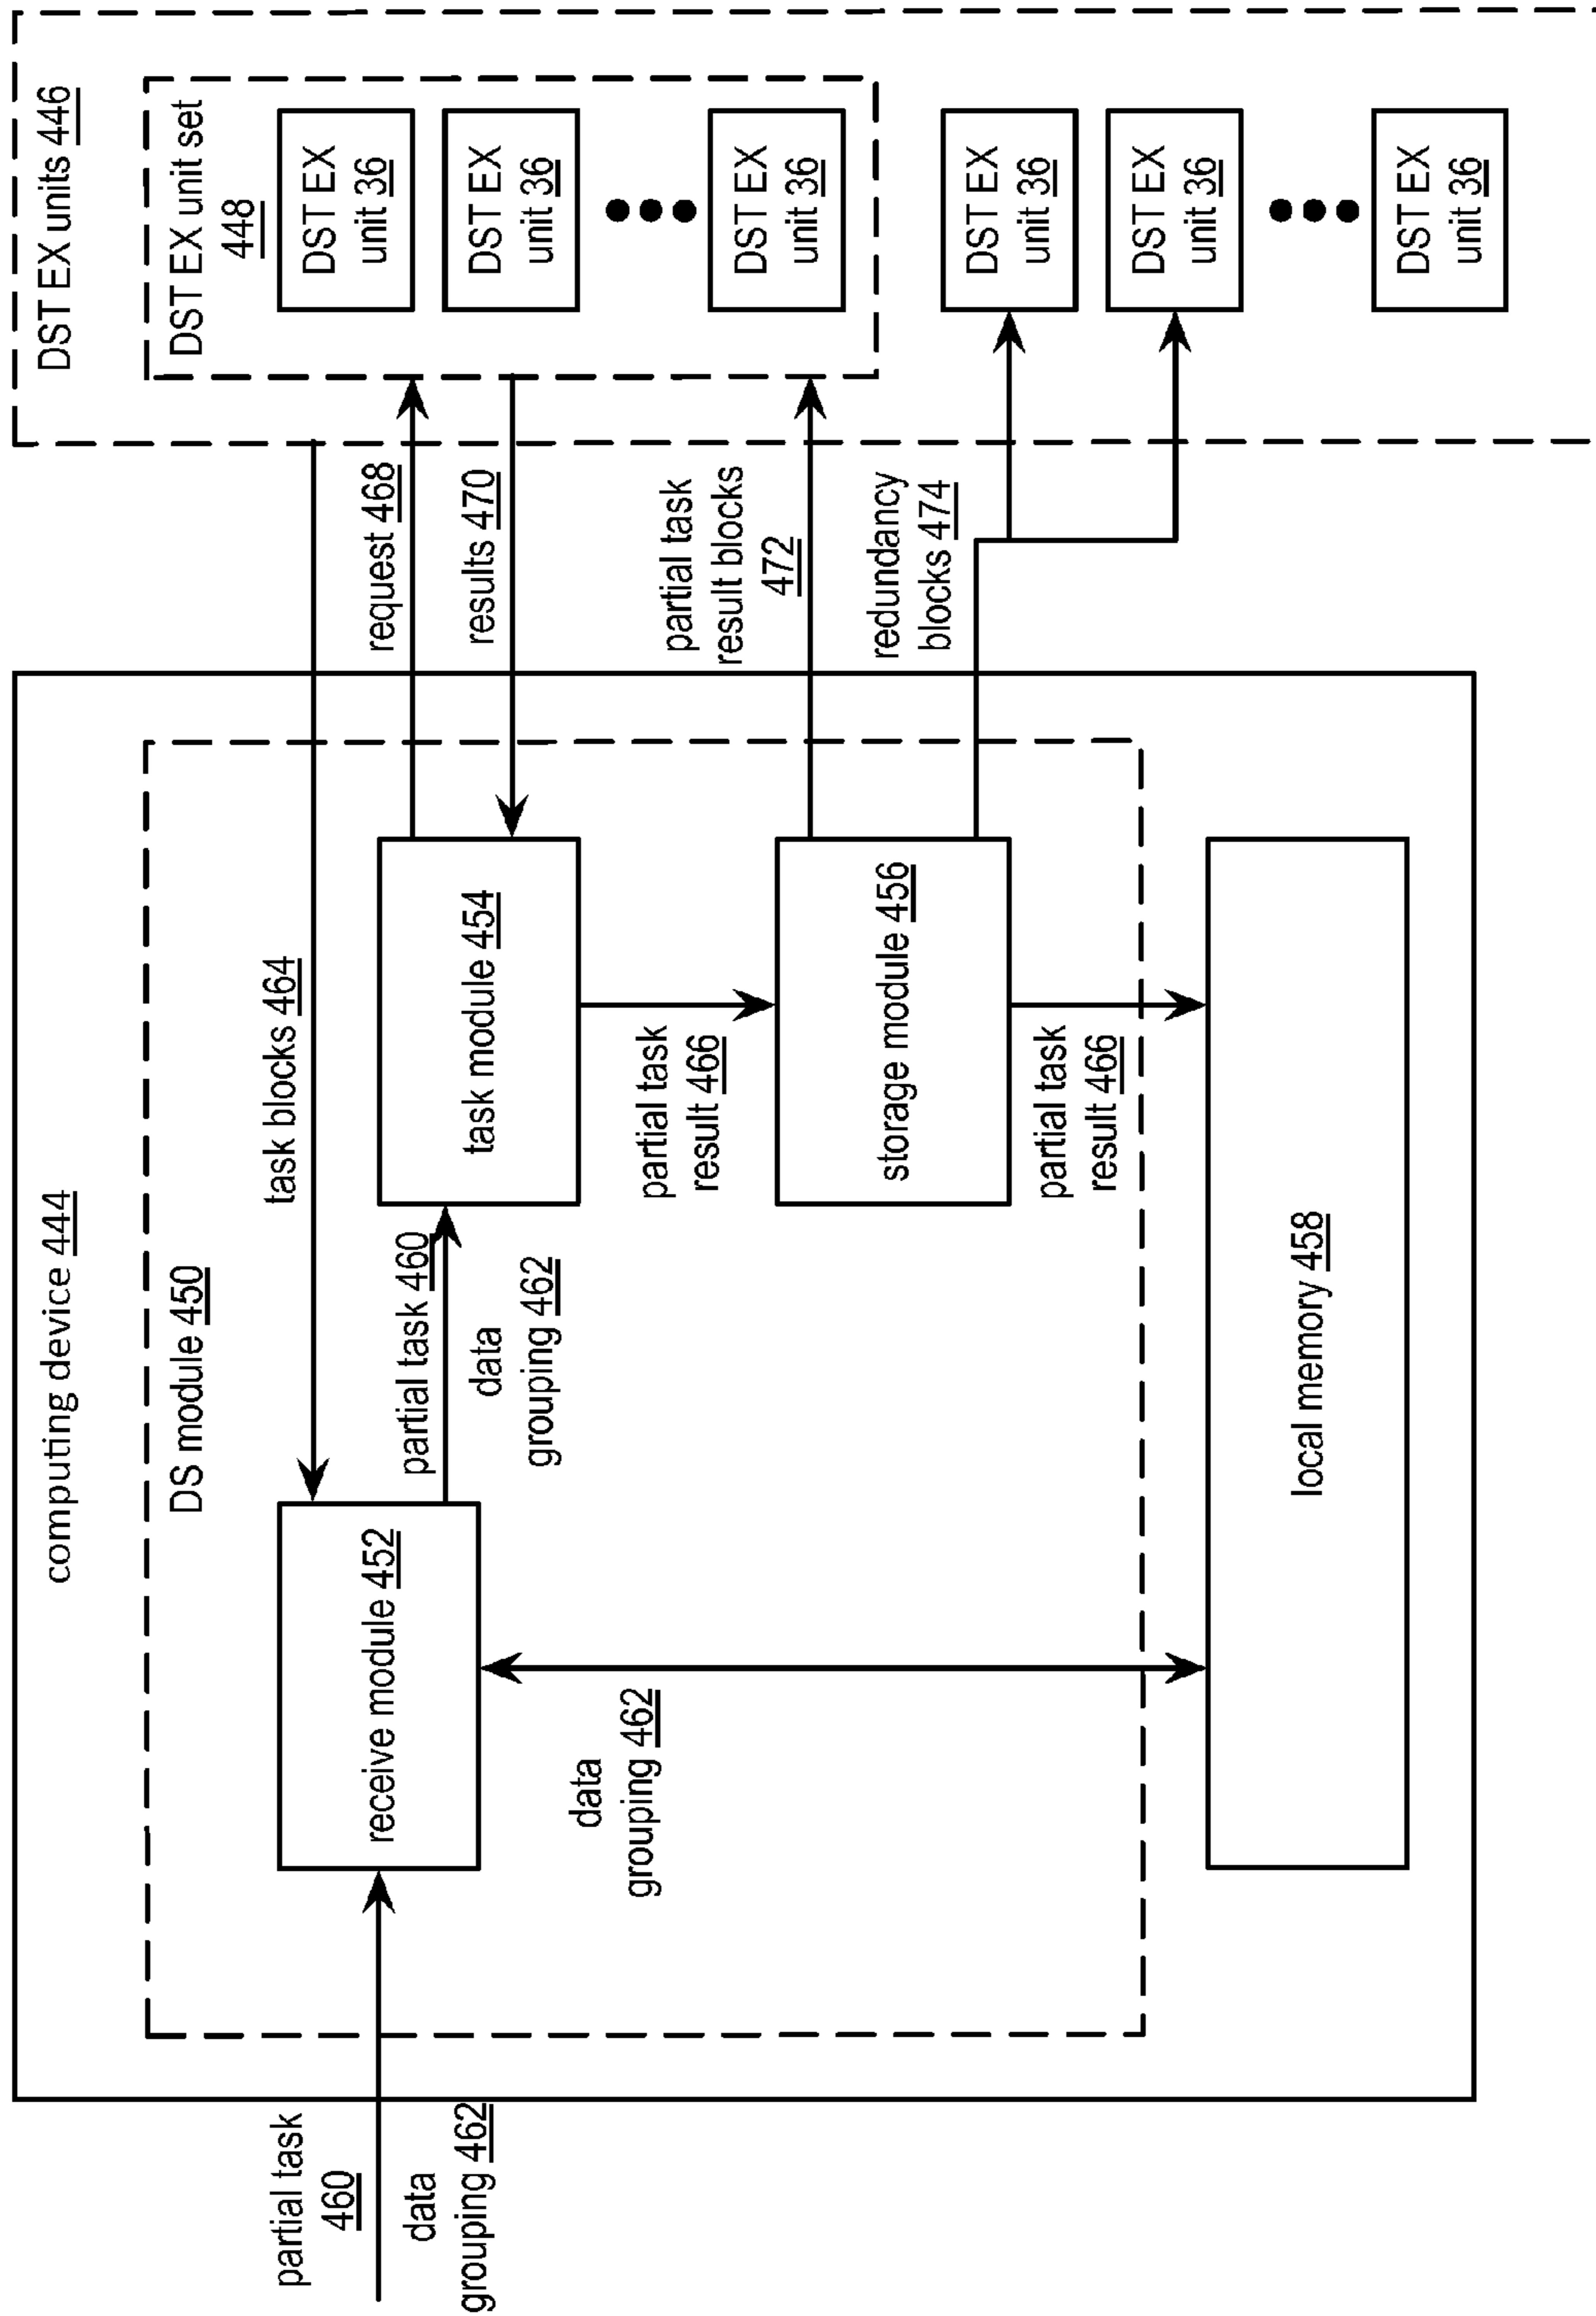 computing device 444
DS module 450
partial task
460
data
grouping 462
receive module 452
data
grouping 462
partial task 460
data
grouping 462
task blocks 464
task module 454
partial task
result 466
storage module 456
partial task
result 466
local memory 458
request 468
results 470
partial task
result blocks
472
redundancy
blocks 474
DST EX units 446
DST EX unit set
448
DST EX
unit 36
DST EX
unit 36
DST EX
unit 36
DST EX
unit 36
DST EX
unit 36
DST EX
unit 36